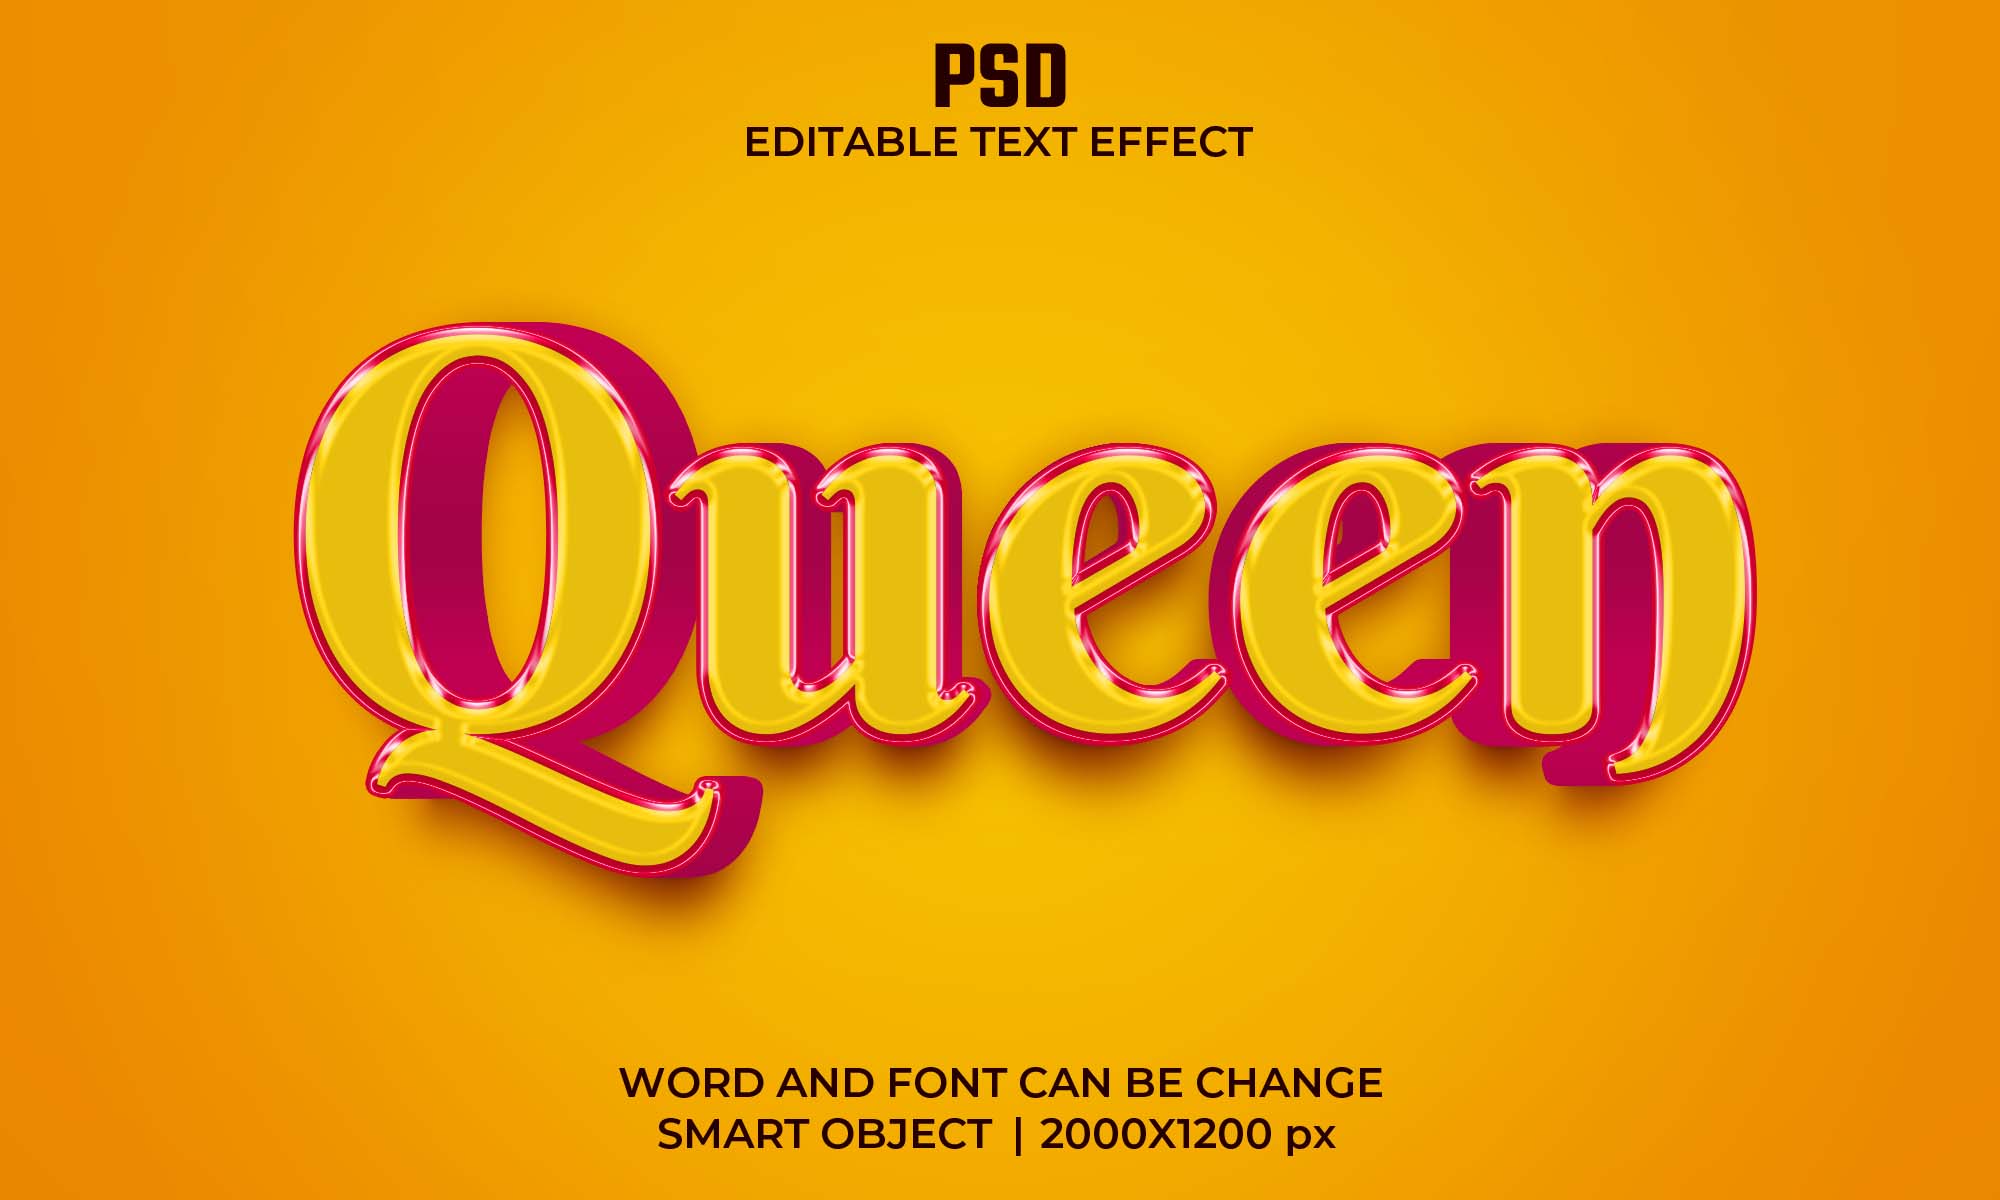 PSD
EDITABLE TEXT EFFECT
Queen
WORD AND FONT CAN BE CHANGE
SMART OBJECT | 2000X1200 px